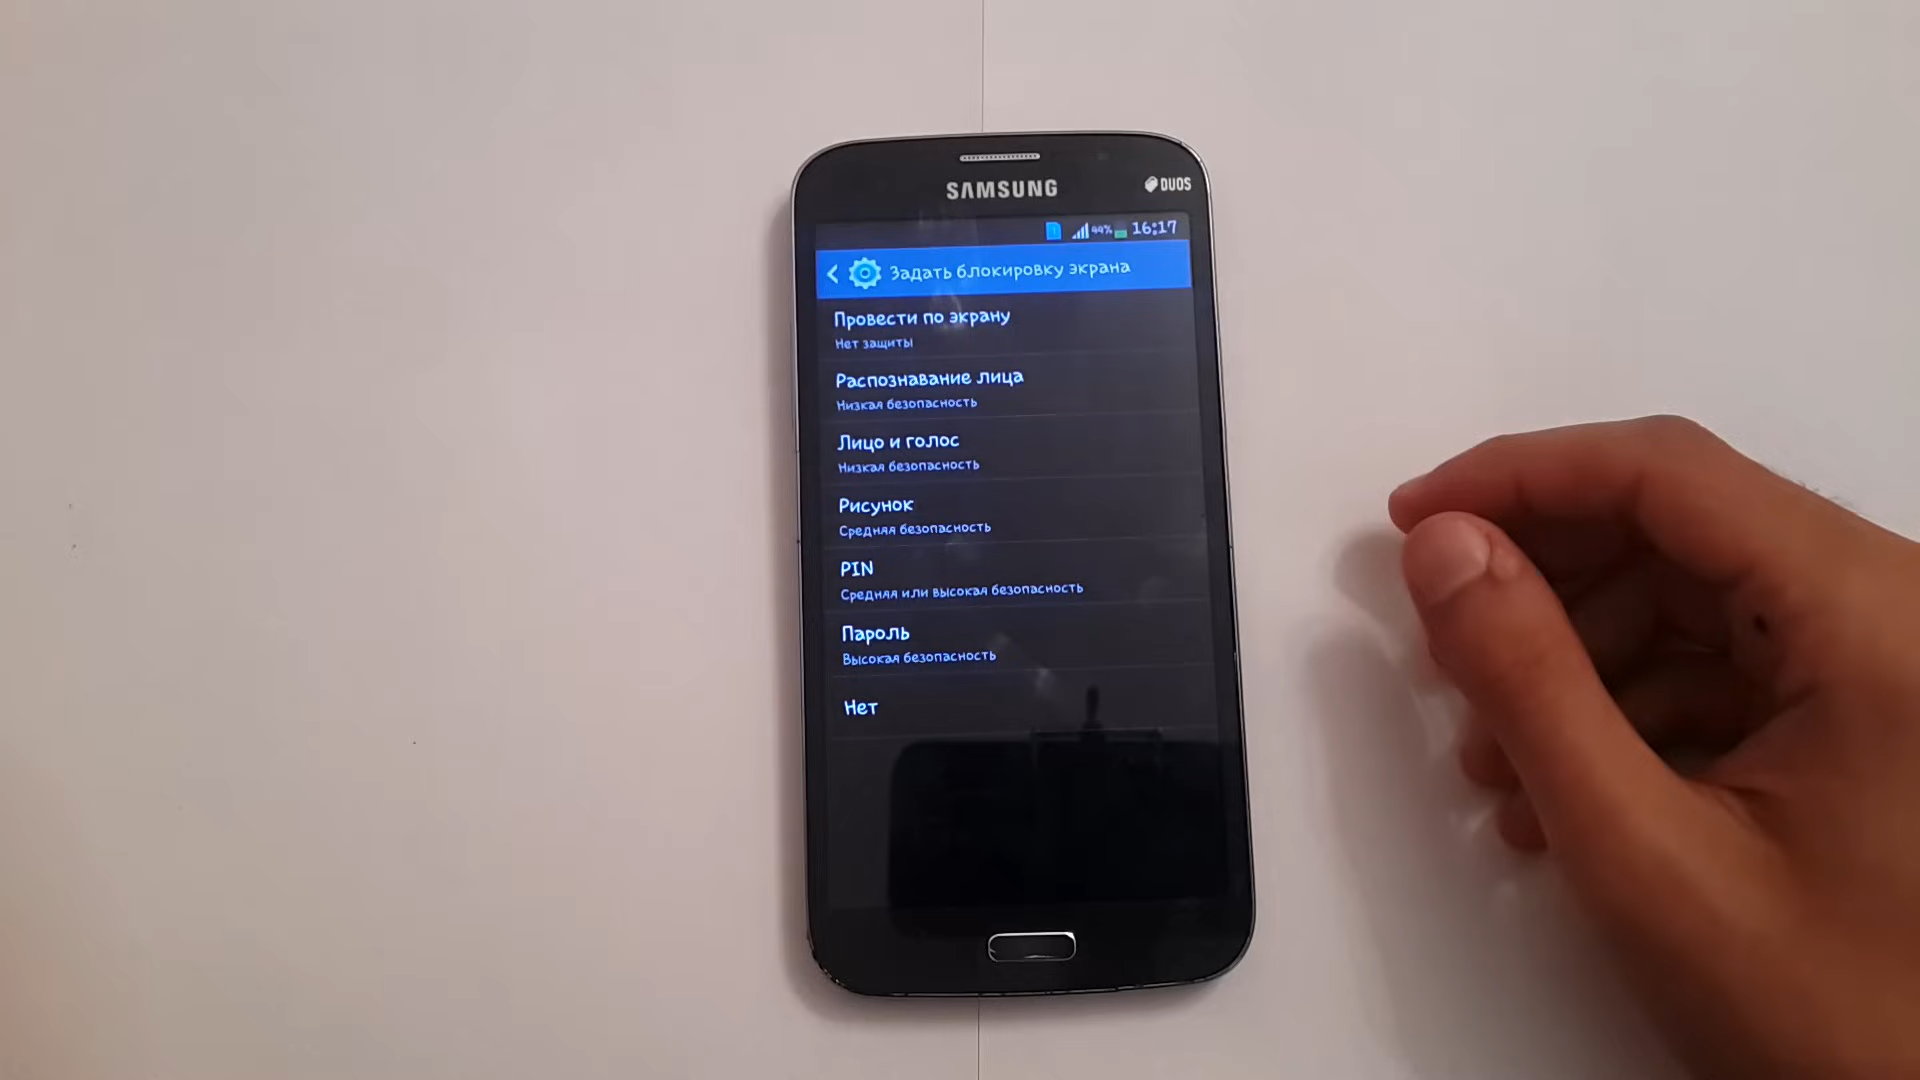 SAMSUNG
DUOS
44% 16:17
Задать блокировку экрана
Провести по экрану
Нет защиты
Распознавание лица
Низкая безопасность
Лицо и голос
Низкая безопасность
Рисунок
Средняя безопасность
PIN
Средняя или высокая безопасность
Пароль
Высокая безопасность
Нет